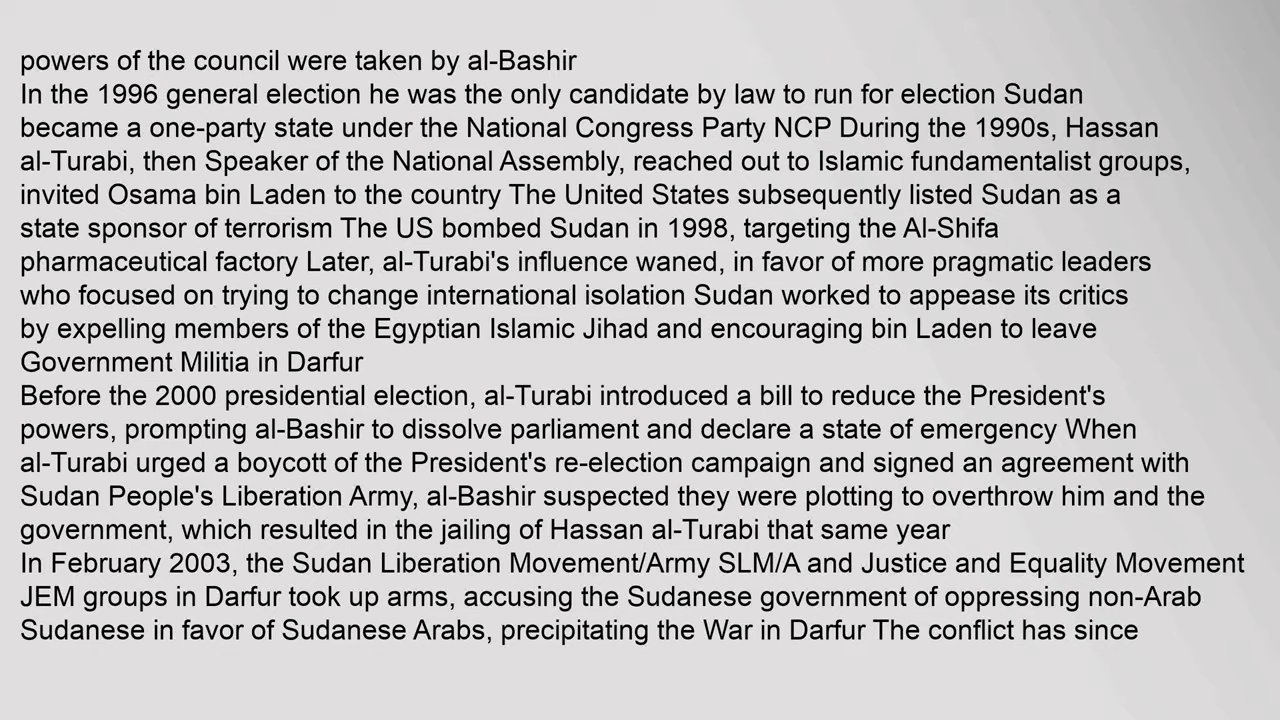 powers of the council were taken by al-Bashir
In the 1996 general election he was the only candidate by law to run for election Sudan
became a one-party state under the National Congress Party NCP During the 1990s, Hassan
al-Turabi, then Speaker of the National Assembly, reached out to Islamic fundamentalist groups,
invited Osama bin Laden to the country The United States subsequently listed Sudan as a
state sponsor of terrorism The US bombed Sudan in 1998, targeting the Al-Shifa
pharmaceutical factory Later, al-Turabi's influence waned, in favor of more pragmatic leaders
who focused on trying to change international isolation Sudan worked to appease its critics
by expelling members of the Egyptian Islamic Jihad and encouraging bin Laden to leave
Government Militia in Darfur
Before the 2000 presidential election, al-Turabi introduced a bill to reduce the President's
powers, prompting al-Bashir to dissolve parliament and declare a state of emergency When
al-Turabi urged a boycott of the President's re-election campaign and signed an agreement with
Sudan People's Liberation Army, al-Bashir suspected they were plotting to overthrow him and the
government, which resulted in the jailing of Hassan al-Turabi that same year
In February 2003, the Sudan Liberation Movement/Army SLM/A and Justice and Equality Movement
JEM groups in Darfur took up arms, accusing the Sudanese government of oppressing non-Arab
Sudanese in favor of Sudanese Arabs, precipitating the War in Darfur The conflict has since